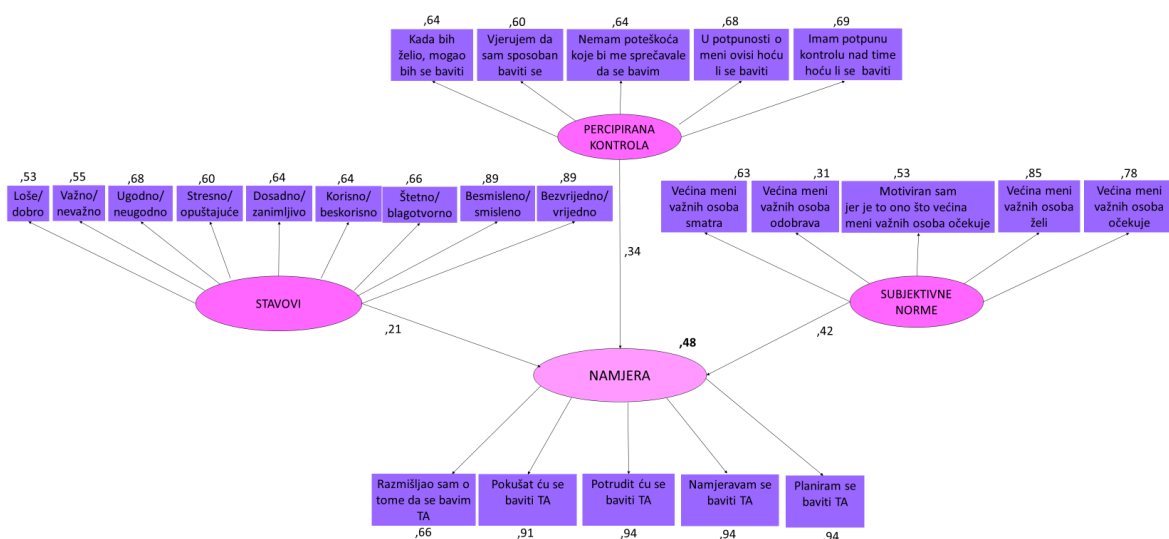 ,64
,60
,64
,68
,69
Kada bih
želio, mogao
bih se baviti
Vjerujem da
sam sposoban
baviti se
Nemam poteškoća
koje bi me sprečavale
da se bavim
U potpunosti o
meni ovisi hoću
li se baviti
Imam potpunu
kontrolu nad time
hoću li se baviti
PERCIPIRANA
KONTROLA
,53
,55
,68
,60
,64
,64
,66
,89
,89
Loše/
dobro
Važno/
nevažno
Ugodno/
neugodno
Stresno/
opuštajuće
Dosadno/
zanimljivo
Korisno/
beskorisno
Štetno/
blagotvorno
Besmisleno/
smisleno
Bezvrijedno/
vrijedno
,63
,31
,53
,85
,78
Većina meni
važnih osoba
smatra
Većina meni
važnih osoba
odobrava
Motiviran sam
jer je to ono što većina
meni važnih osoba očekuje
Većina meni
važnih osoba
želi
Većina meni
važnih osoba
očekuje
,34
STAVOVI
SUBJEKTIVNE
NORME
,21
,42
,48
NAMJERA
Razmišljao sam o
tome da se bavim
TA
Pokušat ću se
baviti TA
Potrudit ću se
baviti TA
Namjeravam se
baviti TA
Planiram se
baviti TA
,66
,91
,94
,94
94